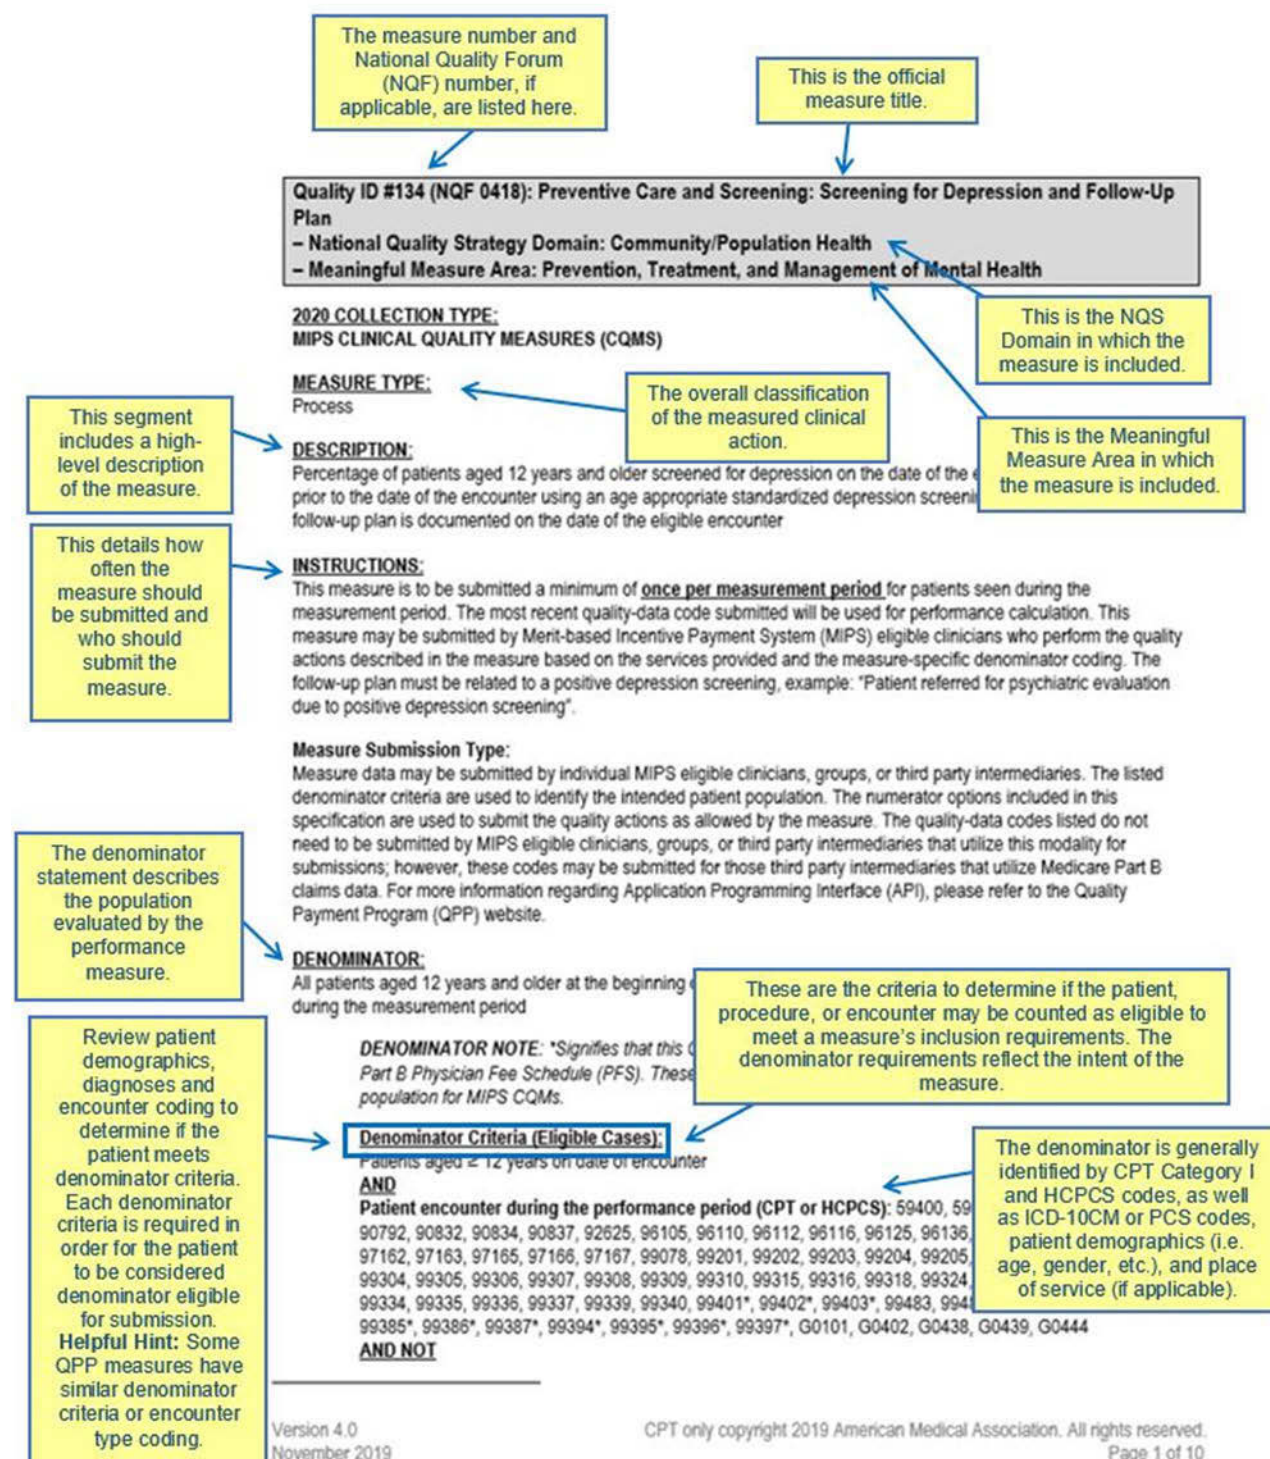 The measure number and
National Quality Forum
(NQF) number, if
applicable, are listed here.
This is the official
measure title.
Quality ID #134 (NQF 0418): Preventive Care and Screening: Screening for Depression and Follow-Up
Plan
– National Quality Strategy Domain: Community/Population Health
– Meaningful Measure Area: Prevention, Treatment, and Management of Mental Health
This is the NQS
Domain in which the
measure is included.
2020 COLLECTION TYPE:
MIPS CLINICAL QUALITY MEASURES (CQMS)
MEASURE TYPE:
Process
The overall classification
of the measured clinical
action.
This is the Meaningful
Measure Area in which
the measure is included.
This segment
includes a high-
level description
of the measure.
DESCRIPTION:
Percentage of patients aged 12 years and older screened for depression on the date of the
prior to the date of the encounter using an age appropriate standardized depression
follow-up plan is documented on the date of the eligible encounter
This details how
often the
measure should
be submitted and
who should
submit the
measure.
INSTRUCTIONS:
This measure is to be submitted a minimum of once per measurement period for patients seen during the
measurement period. The most recent quality-data code submitted will be used for performance calculation. This
measure may be submitted by Merit-based Incentive Payment System (MIPS) eligible clinicians who perform the quality
actions described in the measure based on the services provided and the measure-specific denominator coding. The
follow-up plan must be related to a positive depression screening, example: "Patient referred for psychiatric evaluation
due to positive depression screening".
Measure Submission Type:
Measure data may be submitted by individual MIPS eligible clinicians, groups, or third party intermediaries. The listed
denominator criteria are used to identify the intended patient population. The numerator options included in this
specification are used to submit the quality actions as allowed by the measure. The quality-data codes listed do not
need to be submitted by MIPS eligible clinicians, groups, or third party intermediaries that utilize this modality for
submissions; however, these codes may be submitted for those third party intermediaries that utilize Medicare Part B
claims data. For more information regarding Application Programming Interface (API), please refer to the Quality
Payment Program (QPP) website.
The denominator
statement describes
the population
evaluated by the
performance
measure.
DENOMINATOR:
All patients aged 12 years and older at the beginning
during the measurement period
These are the criteria to determine if the patient,
procedure, or encounter may be counted as eligible to
meet a measure's inclusion requirements. The
denominator requirements reflect the intent of the
measure.
DENOMINATOR NOTE: *Signifies that this
Part B Physician Fee Schedule (PFS). These
population for MIPS CQMs.
Review patient
demographics,
diagnoses and
encounter coding to
determine if the
patient meets
denominator criteria.
Each denominator
criteria is required in
order for the patient
to be considered
denominator eligible
for submission.
Helpful Hint: Some
QPP measures have
similar denominator
criteria or encounter
type coding.
Denominator Criteria (Eligible Cases):
Patients aged ≥ 12 years on date of encounter
AND
Patient encounter during the performance period (CPT or HCPCS): 59400,
90792, 90832, 90834, 90837, 92625, 96105, 96110, 96112, 96116, 96125, 96136,
97162, 97163, 97165, 97166, 97167, 99078, 99201, 99202, 99203, 99204, 99205,
99304, 99305, 99306, 99307, 99308, 99309, 99310, 99315, 99316, 99318, 99324,
99334, 99335, 99336, 99337, 99339, 99340, 99401*, 99402*, 99403*, 99483,
99385*, 99386*, 99387*, 99394*, 99395*, 99396*, 99397*, G0101, G0402, G0438, G0439, G0444
AND NOT
The denominator is generally
identified by CPT Category I
and HCPCS codes, as well
as ICD-10CM or PCS codes,
patient demographics (i.e.
age, gender, etc.), and place
of service (if applicable).
Version 4.0
November 2019
CPT only copyright 2019 American Medical Association. All rights reserved.
Page 1 of 10